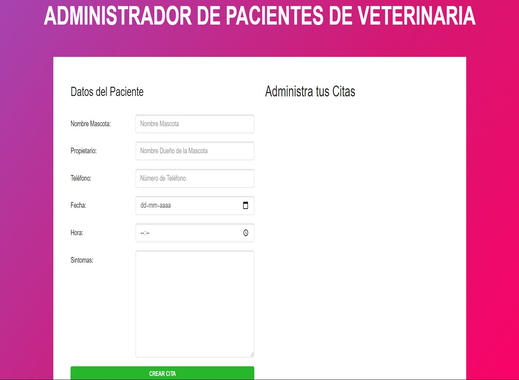 ADMINISTRADOR DE PACIENTES DE VETERINARIA
Datos del Paciente
Administra tus Citas
Nombre Mascota:
Nombre Mascota
Propietario:
Nombre Dueño de la Mascota
Teléfono:
Número de Teléfono
Fecha:
dd-mm-aaaa
Hora:
--:--
Sintomas:
CREAR CITA